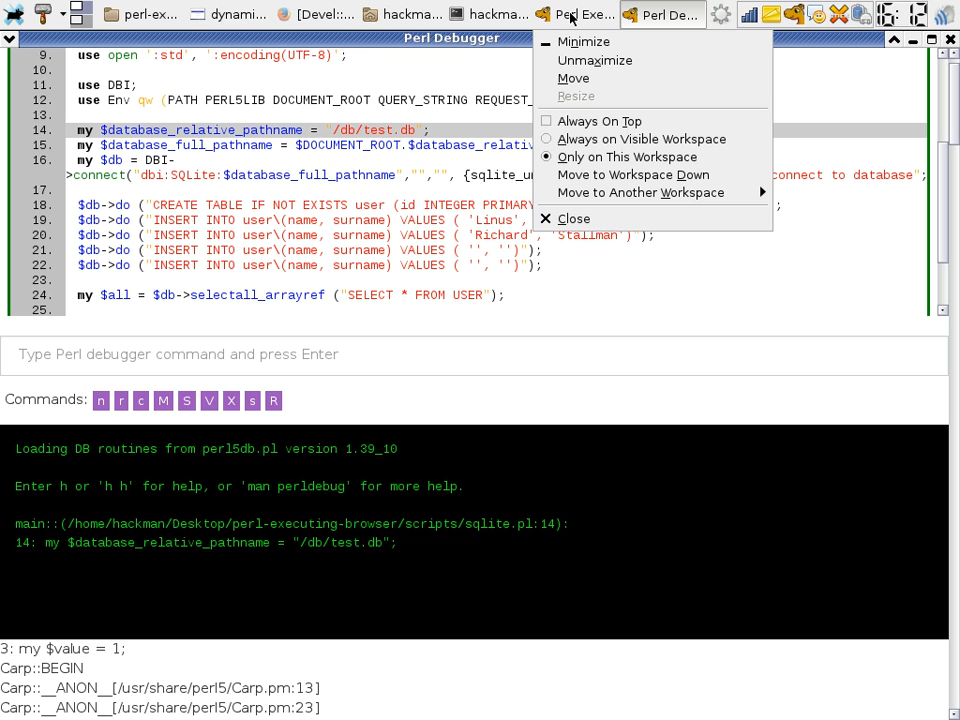 perl-ex...
dynami...
[Devel::...
hackma...
hackma...
Perl Exe...
Perl De...
16:12
Perl Debugger
Minimize
Unmaximize
Move
Resize
Always On Top
Always on Visible Workspace
Only on This Workspace
Move to Workspace Down
Move to Another Workspace
Close
9. use open ':std', ':encoding(UTF-8)';
10.
11. use DBI;
12. use Env qw (PATH PERL5LIB DOCUMENT_ROOT QUERY_STRING REQUEST_
13.
14. my $database_relative_pathname = "/db/test.db";
15. my $database_full_pathname = $DOCUMENT_ROOT.$database_relativ
16. my $db = DBI-
>connect("dbi:SQLite:$database_full_pathname","","", {sqlite_un connect to database";
17.
18. $db->do ("CREATE TABLE IF NOT EXISTS user (id INTEGER PRIMARY ;
19. $db->do ("INSERT INTO user\(name, surname) VALUES ( 'Linus',
20. $db->do ("INSERT INTO user\(name, surname) VALUES ( 'Richard', 'Stallman')");
21. $db->do ("INSERT INTO user\(name, surname) VALUES ( '', '')");
22. $db->do ("INSERT INTO user\(name, surname) VALUES ( '', '')");
23.
24. my $all = $db->selectall_arrayref ("SELECT * FROM USER");
25.
Type Perl debugger command and press Enter
Commands: n r c M S V X s R
Loading DB routines from perl5db.pl version 1.39_10
Enter h or 'h h' for help, or 'man perldebug' for more help.
main::(/home/hackman/Desktop/perl-executing-browser/scripts/sqlite.pl:14):
14: my $database_relative_pathname = "/db/test.db";
3: my $value = 1;
Carp::BEGIN
Carp::__ANON__[/usr/share/perl5/Carp.pm:13]
Carp::__ANON__[/usr/share/perl5/Carp.pm:23]